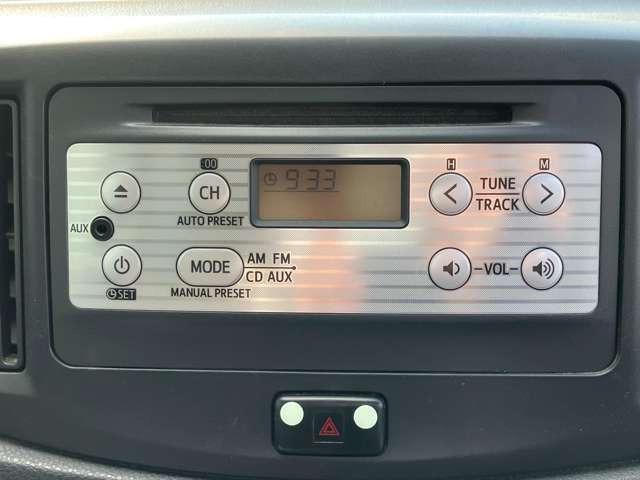 :00
H
M
CH
9:33
TUNE
TRACK
AUTO PRESET
AUX
MODE
AM FM
CD AUX
-VOL-
SET
MANUAL PRESET